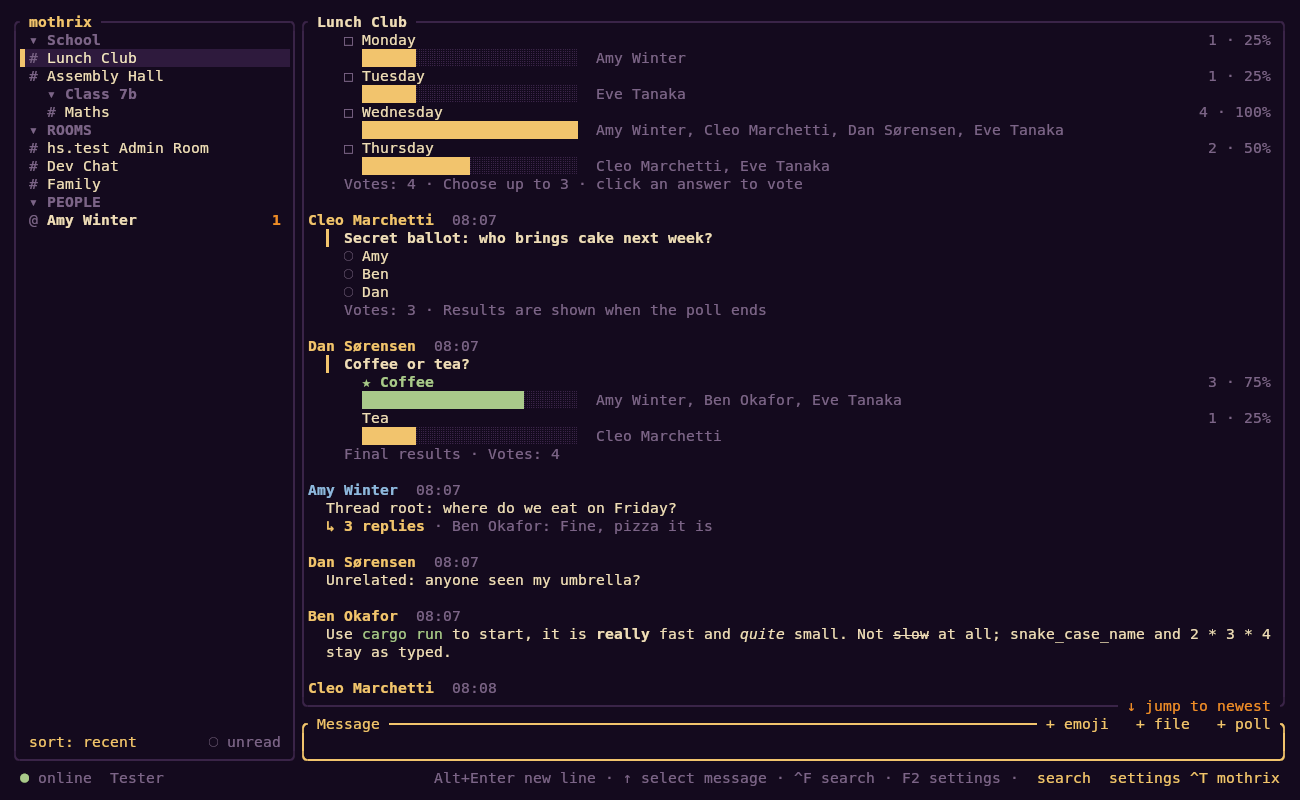 mothrix
▾ School
# Lunch Club
# Assembly Hall
▾ Class 7b
# Maths
▾ ROOMS
# hs.test Admin Room
# Dev Chat
# Family
▾ PEOPLE
@ Amy Winter 1
sort: recent ○ unread
Lunch Club
□ Monday 1 · 25%
Amy Winter
□ Tuesday 1 · 25%
Eve Tanaka
□ Wednesday 4 · 100%
Amy Winter, Cleo Marchetti, Dan Sørensen, Eve Tanaka
□ Thursday 2 · 50%
Cleo Marchetti, Eve Tanaka
Votes: 4 · Choose up to 3 · click an answer to vote
Cleo Marchetti 08:07
Secret ballot: who brings cake next week?
○ Amy
○ Ben
○ Dan
Votes: 3 · Results are shown when the poll ends
Dan Sørensen 08:07
Coffee or tea?
★ Coffee 3 · 75%
Amy Winter, Ben Okafor, Eve Tanaka
Tea 1 · 25%
Cleo Marchetti
Final results · Votes: 4
Amy Winter 08:07
Thread root: where do we eat on Friday?
↳ 3 replies · Ben Okafor: Fine, pizza it is
Dan Sørensen 08:07
Unrelated: anyone seen my umbrella?
Ben Okafor 08:07
Use cargo run to start, it is really fast and quite small. Not slow at all; snake_case_name and 2 * 3 * 4
stay as typed.
Cleo Marchetti 08:08
↓ jump to newest
Message + emoji + file + poll
● online Tester Alt+Enter new line · ↑ select message · ^F search · F2 settings · search settings ^T mothrix